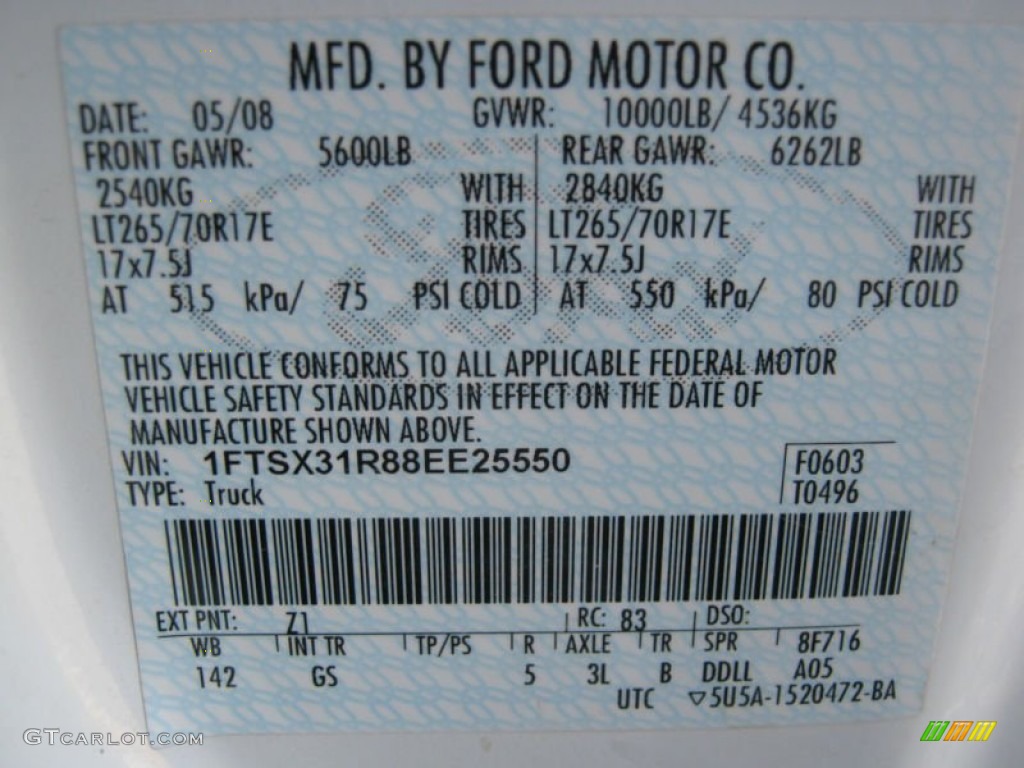 MFD. BY FORD MOTOR CO.
DATE: 05/08 GVWR: 10000LB/ 4536KG
FRONT GAWR: 5600LB REAR GAWR: 6262LB
2540KG WITH 2840KG WITH
LT265/70R17E TIRES LT265/70R17E TIRES
17x7.5J RIMS 17x7.5J RIMS
AT 515 kPa/ 75 PSI COLD AT 550 kPa/ 80 PSI COLD
THIS VEHICLE CONFORMS TO ALL APPLICABLE FEDERAL MOTOR
VEHICLE SAFETY STANDARDS IN EFFECT ON THE DATE OF
MANUFACTURE SHOWN ABOVE.
VIN: 1FTSX31R88EE25550 F0603
TYPE: Truck T0496
EXT PNT: Z1 RC: 83 DSO:
WB INT TR TP/PS R AXLE TR SPR 8F716
142 GS 5 3L B DDLL A05
UTC ▽5U5A-1520472-BA
GTCARLOT.COM